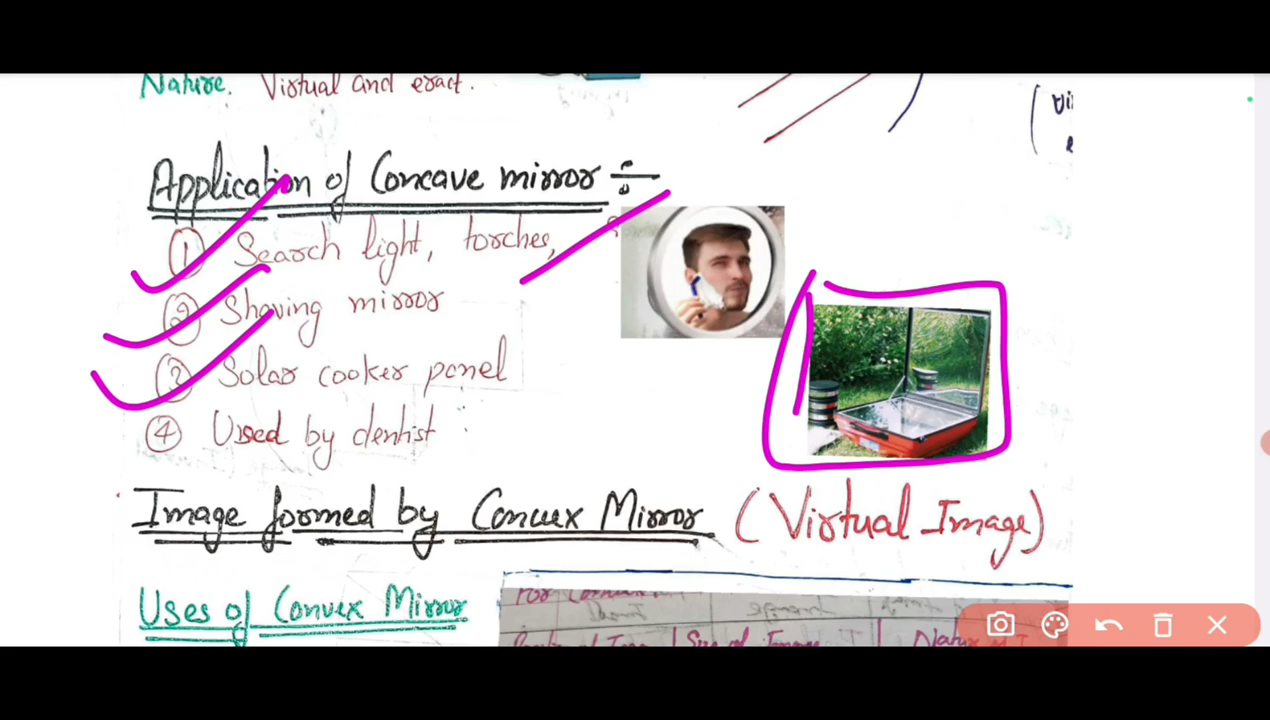 Nature. Virtual and eract.
Application of Concave mirror ÷
① Search light, torches,
② Shaving mirror
③ Solar cooker panel
④ Used by dentist
Image formed by Convex Mirror (Virtual Image)
Uses of Convex Mirror